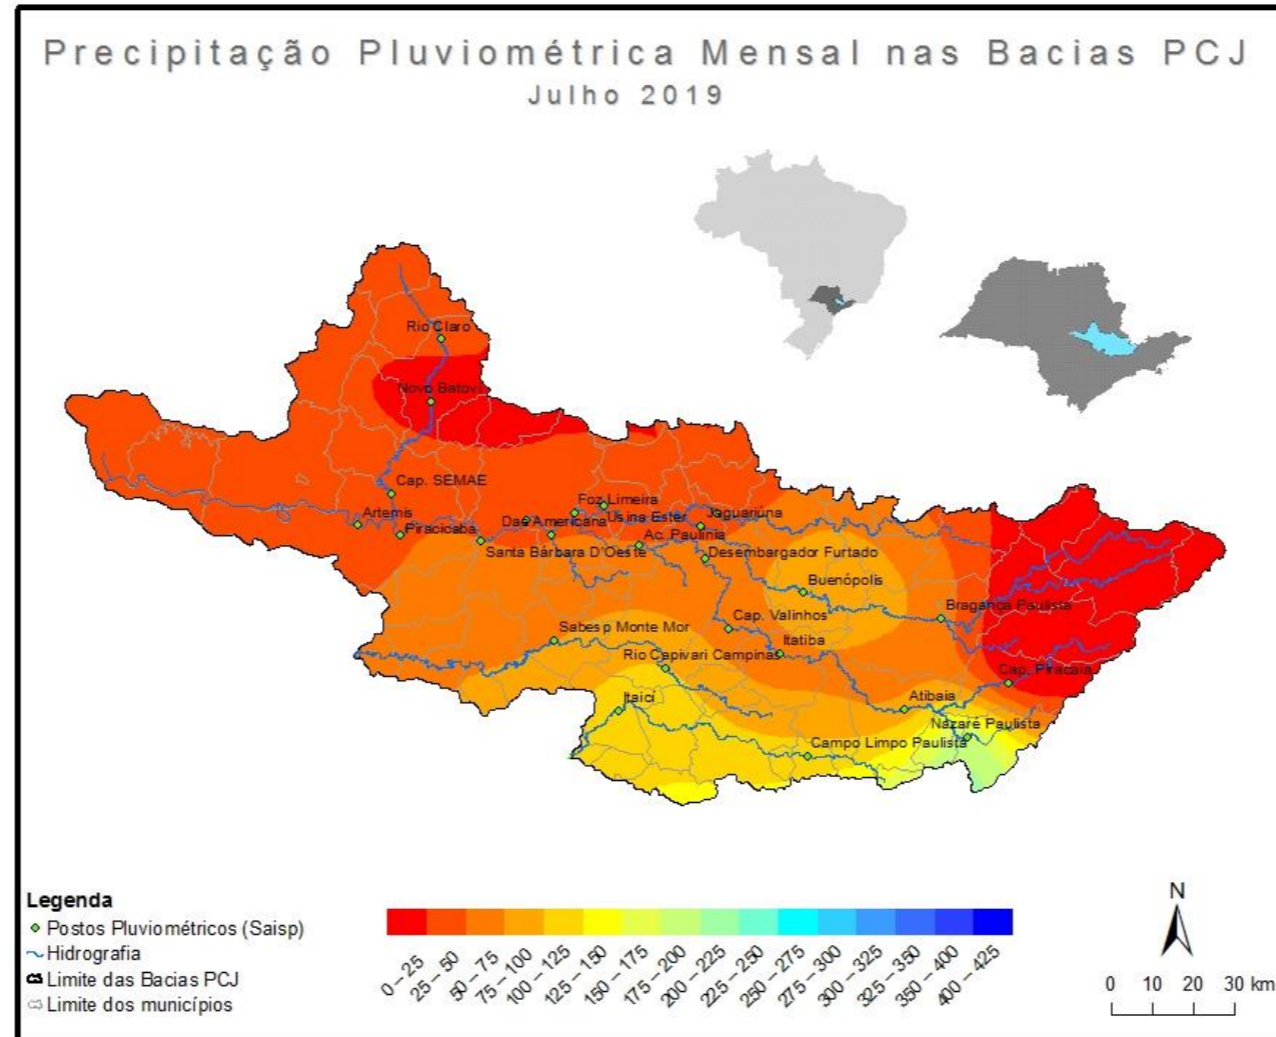 Precipitação Pluviométrica Mensal nas Bacias PCJ
Julho 2019
Rio Claro
Novo Batovi
Cap. SEMAE
Artemis
Piracicaba
Foz Limeira
Dae Americana
Usina Ester
Jaguariúna
Santa Bárbara D'Oeste
Ac. Paulínia
Desembargador Furtado
Buenópolis
Bragança Paulista
Cap. Valinhos
Sabesp Monte Mor
Itatiba
Rio Capivari Campinas
Cap. Piracaia
Itaici
Atibaia
Nazaré Paulista
Campo Limpo Paulista
Legenda
Postos Pluviométricos (Saisp)
Hidrografia
Limite das Bacias PCJ
Limite dos municípios
0 – 25
25 – 50
50 – 75
75 – 100
100 – 125
125 – 150
150 – 175
175 – 200
200 – 225
225 – 250
250 – 275
275 – 300
300 – 325
325 – 350
350 – 400
400 – 425
N
0 10 20 30 km